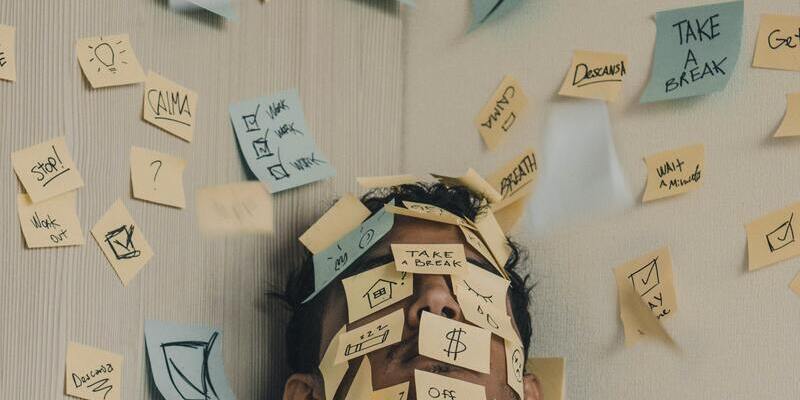 TAKE
A
BREAK
Get
Descansa
CALMA
CALMA
Work
Work
Work
BREATH
STOP!
?
WAIT
A Minute
Work
out
TAKE
A BREAK
?
zzz
$
OFF
Descansa